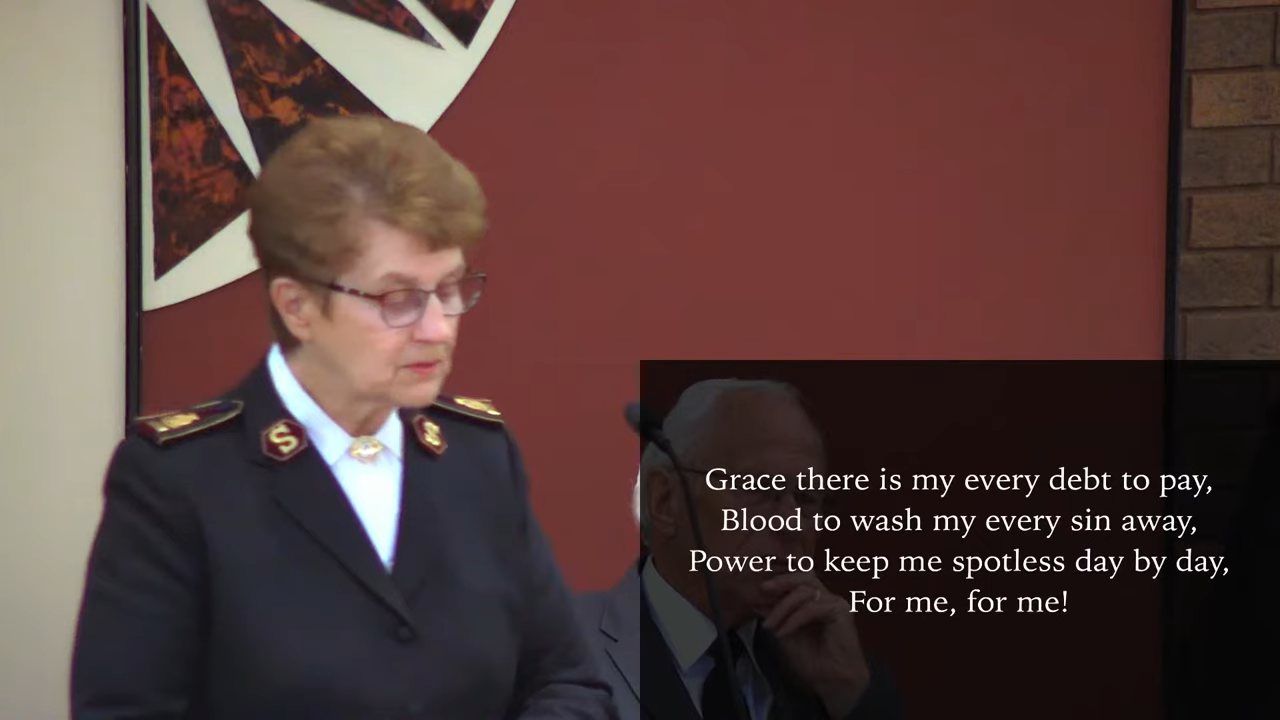 S
S
Grace there is my every debt to pay,
Blood to wash my every sin away,
Power to keep me spotless day by day,
For me, for me!